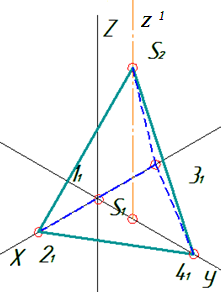 Z z¹
S₂
1₁ 3₁
S₁
X 2₁
4₁ y